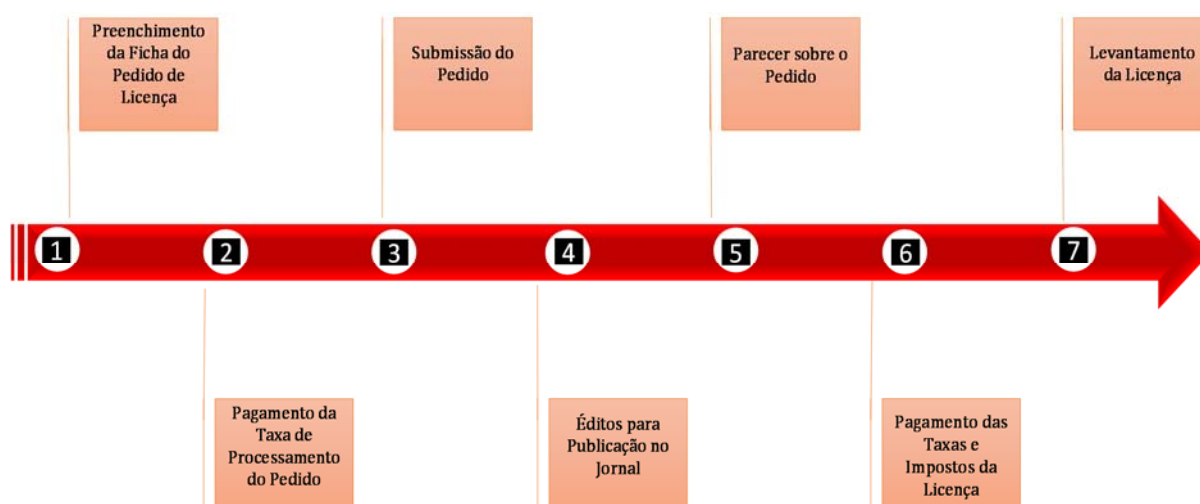 Preenchimento
da Ficha do
Pedido de
Licença
Submissão do
Pedido
Parecer sobre o
Pedido
Levantamento
da Licença
1
2
3
4
5
6
7
Pagamento da
Taxa de
Processamento
do Pedido
Éditos para
Publicação no
Jornal
Pagamento das
Taxas e
Impostos da
Licença